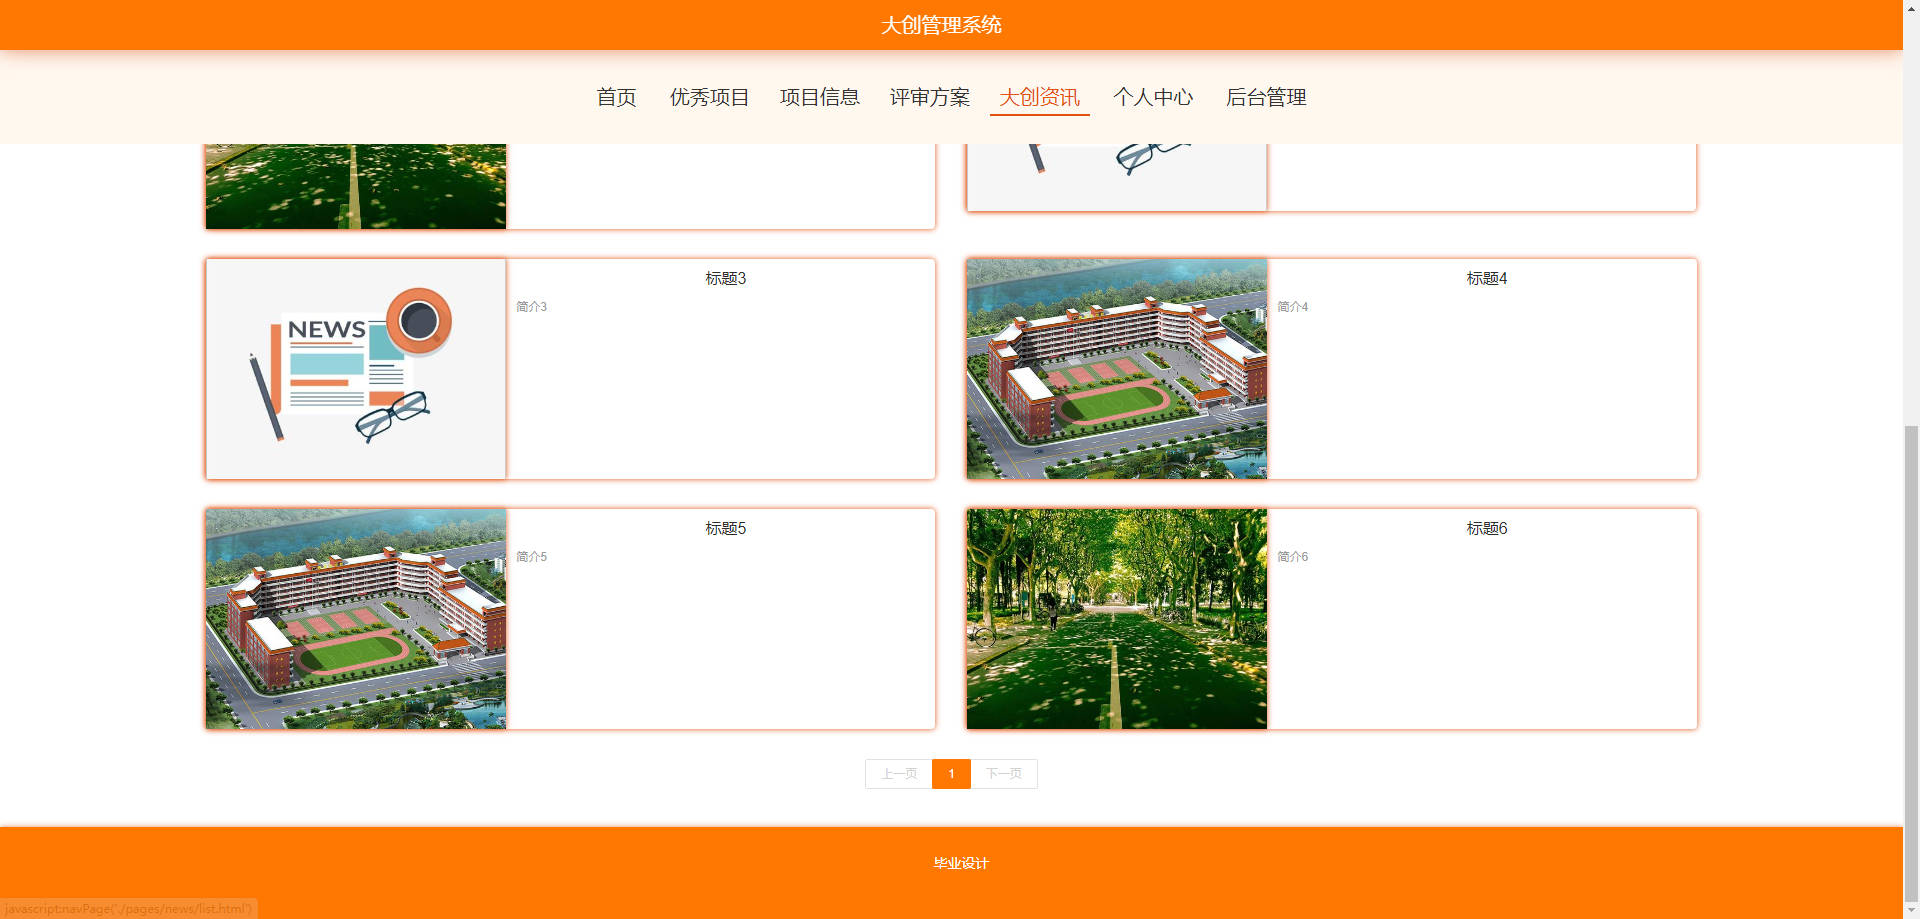 大创管理系统
首页 优秀项目 项目信息 评审方案 大创资讯 个人中心 后台管理
标题3
简介3
NEWS
标题4
简介4
标题5
简介5
标题6
简介6
上一页 1 下一页
毕业设计
javascript:navPage('./pages/news/list.html')